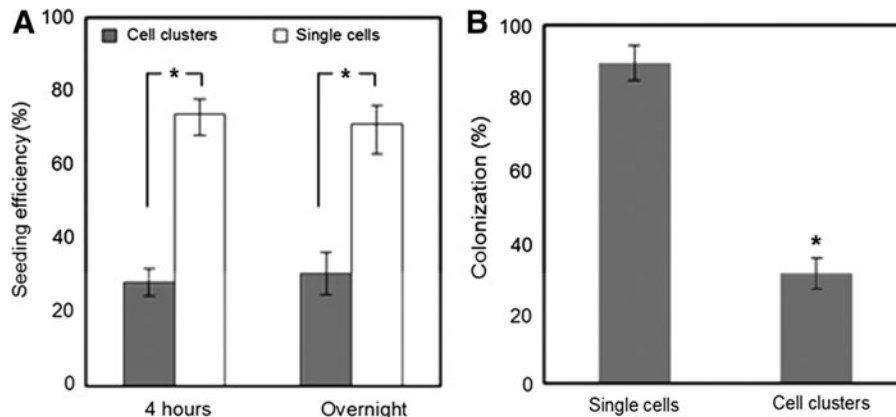 A
100
80
60
40
20
0
Seeding efficiency (%)
Cell clusters
Single cells
*
*
4 hours
Overnight
B
100
80
60
40
20
0
Colonization (%)
*
Single cells
Cell clusters